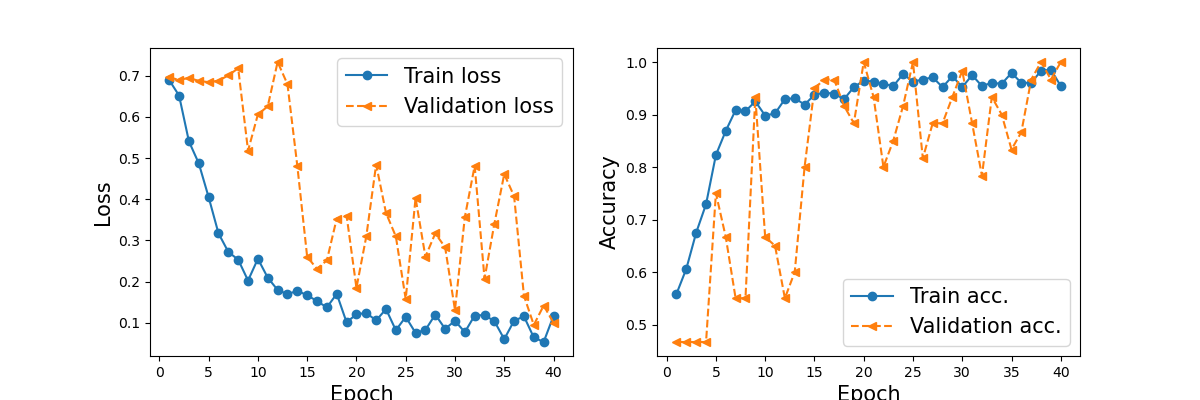 0.7
0.6
0.5
0.4
0.3
0.2
0.1
Loss
Train loss
Validation loss
0 5 10 15 20 25 30 35 40
Epoch
1.0
0.9
0.8
0.7
0.6
0.5
Accuracy
Train acc.
Validation acc.
0 5 10 15 20 25 30 35 40
Epoch